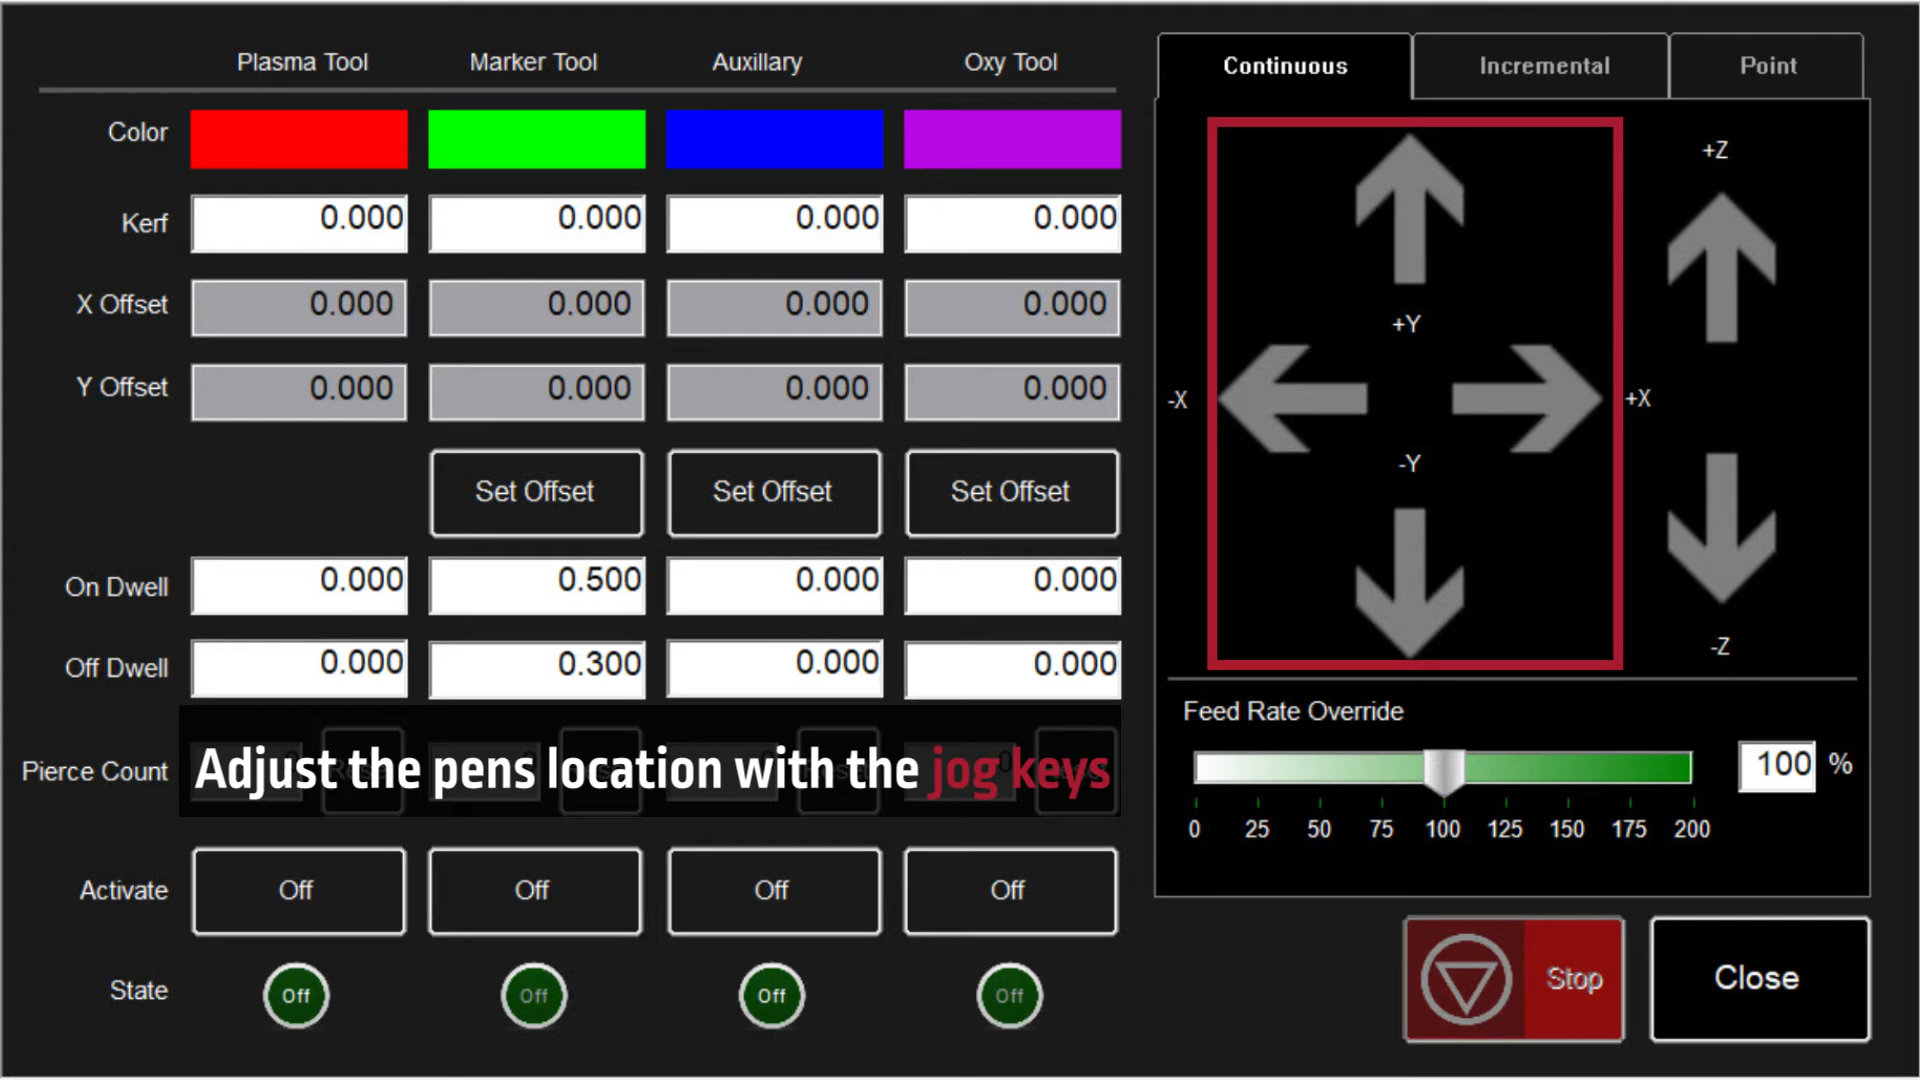 Plasma Tool Marker Tool Auxillary Oxy Tool
Continuous Incremental Point
Color
Kerf 0.000 0.000 0.000 0.000
X Offset 0.000 0.000 0.000 0.000
Y Offset 0.000 0.000 0.000 0.000
Set Offset Set Offset Set Offset
On Dwell 0.000 0.500 0.000 0.000
Off Dwell 0.000 0.300 0.000 0.000
Pierce Count
Adjust the pens location with the jog keys
Activate Off Off Off Off
State Off Off Off Off
+Z
+Y
-X +X
-Y
-Z
Feed Rate Override
100 %
0 25 50 75 100 125 150 175 200
Stop Close